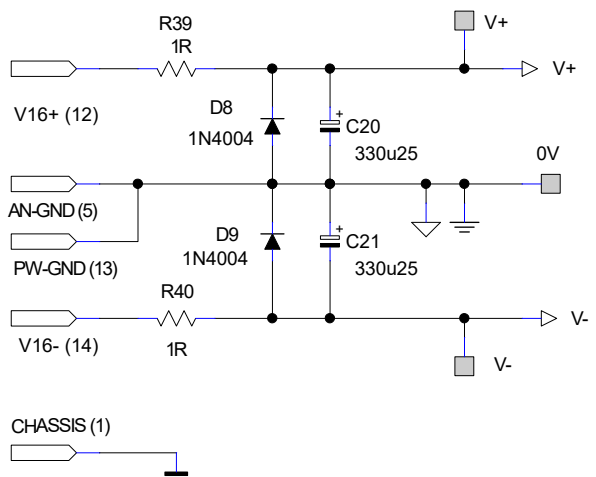 R39
1R
V+
V+
V16+ (12)
D8
1N4004
+
C20
330u25
0V
AN-GND (5)
D9
1N4004
+
C21
330u25
PW-GND (13)
R40
1R
V-
V16- (14)
V-
CHASSIS (1)